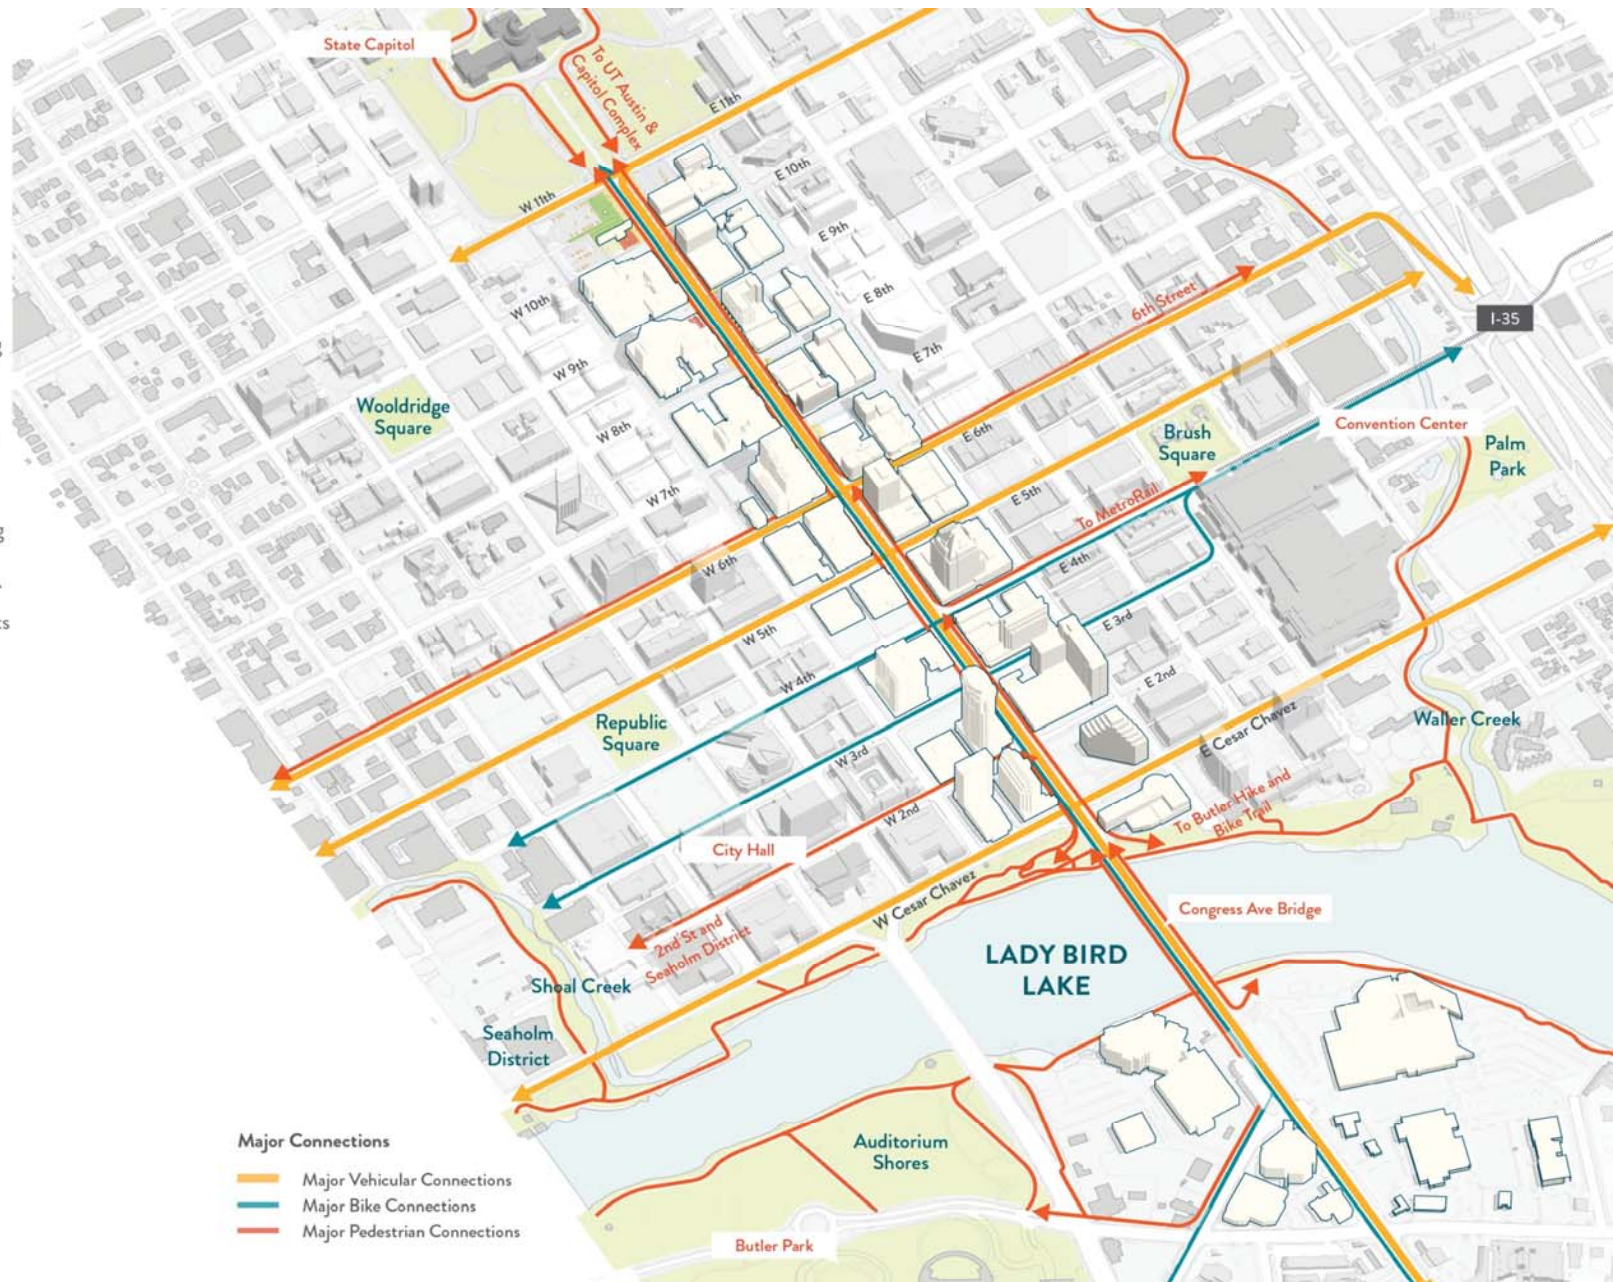 State Capitol
To UT Austin &
Capitol Complex
E 11th
W 11th
E 10th
E 9th
W 10th
E 8th
6th Street
I-35
E 7th
W 9th
Wooldridge
Square
W 8th
E 6th
Brush
Square
Convention Center
Palm
Park
W 7th
E 5th
To MetroRail
W 6th
E 4th
ts
W 5th
E 3rd
W 4th
E 2nd
Republic
Square
E Cesar Chavez
Waller Creek
W 3rd
To Butler Hike and
Bike Trail
W 2nd
City Hall
W Cesar Chavez
Congress Ave Bridge
2nd St and
Seaholm District
LADY BIRD
LAKE
Shoal Creek
Seaholm
District
Auditorium
Shores
Major Connections
Major Vehicular Connections
Major Bike Connections
Major Pedestrian Connections
Butler Park